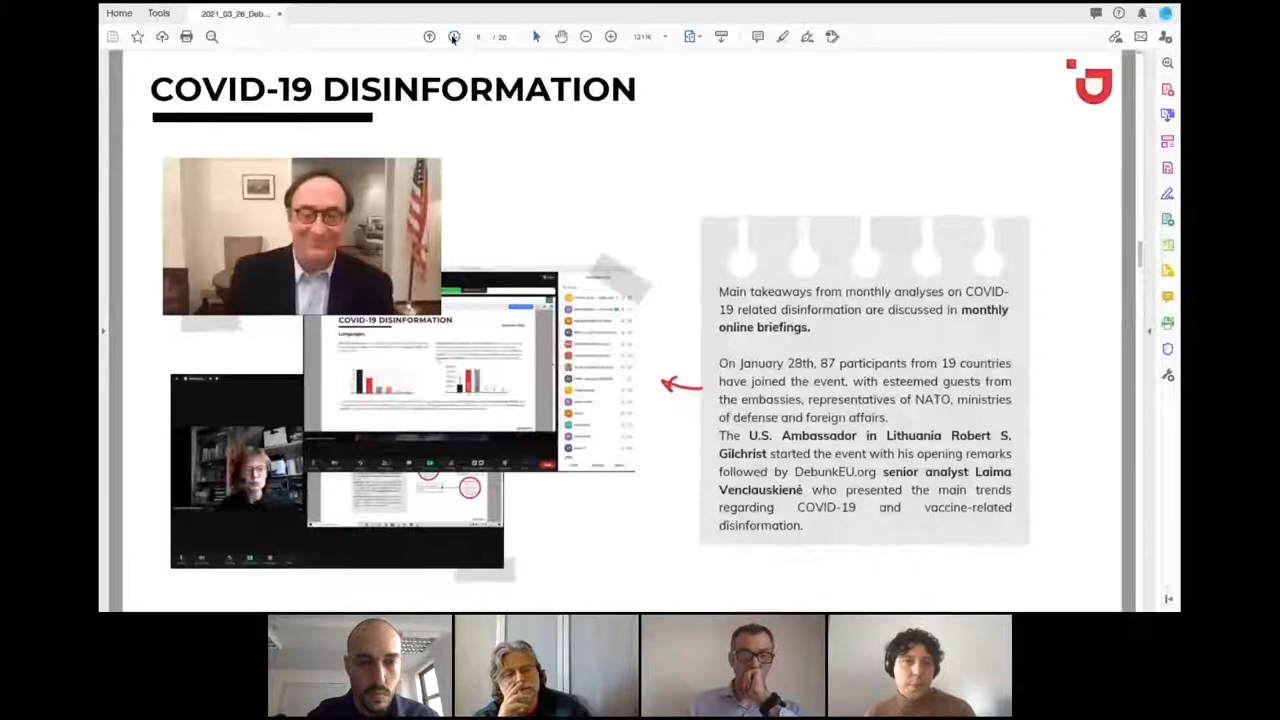 Home Tools 2021_03_26_Deb... ×
8 / 20 121%
COVID-19 DISINFORMATION
COVID-19 DISINFORMATION
Languages
Main takeaways from monthly analyses on COVID-
19 related disinformation are discussed in monthly
online briefings.
On January 28th, 87 participants from 19 countries
have joined the event, with esteemed guests from
the embassies, representatives of NATO, ministries
of defense and foreign affairs.
The U.S. Ambassador in Lithuania Robert S.
Gilchrist started the event with his opening remarks
followed by DebunkEU.org senior analyst Laima
Venclauskienė who presented the main trends
regarding COVID-19 and vaccine-related
disinformation.